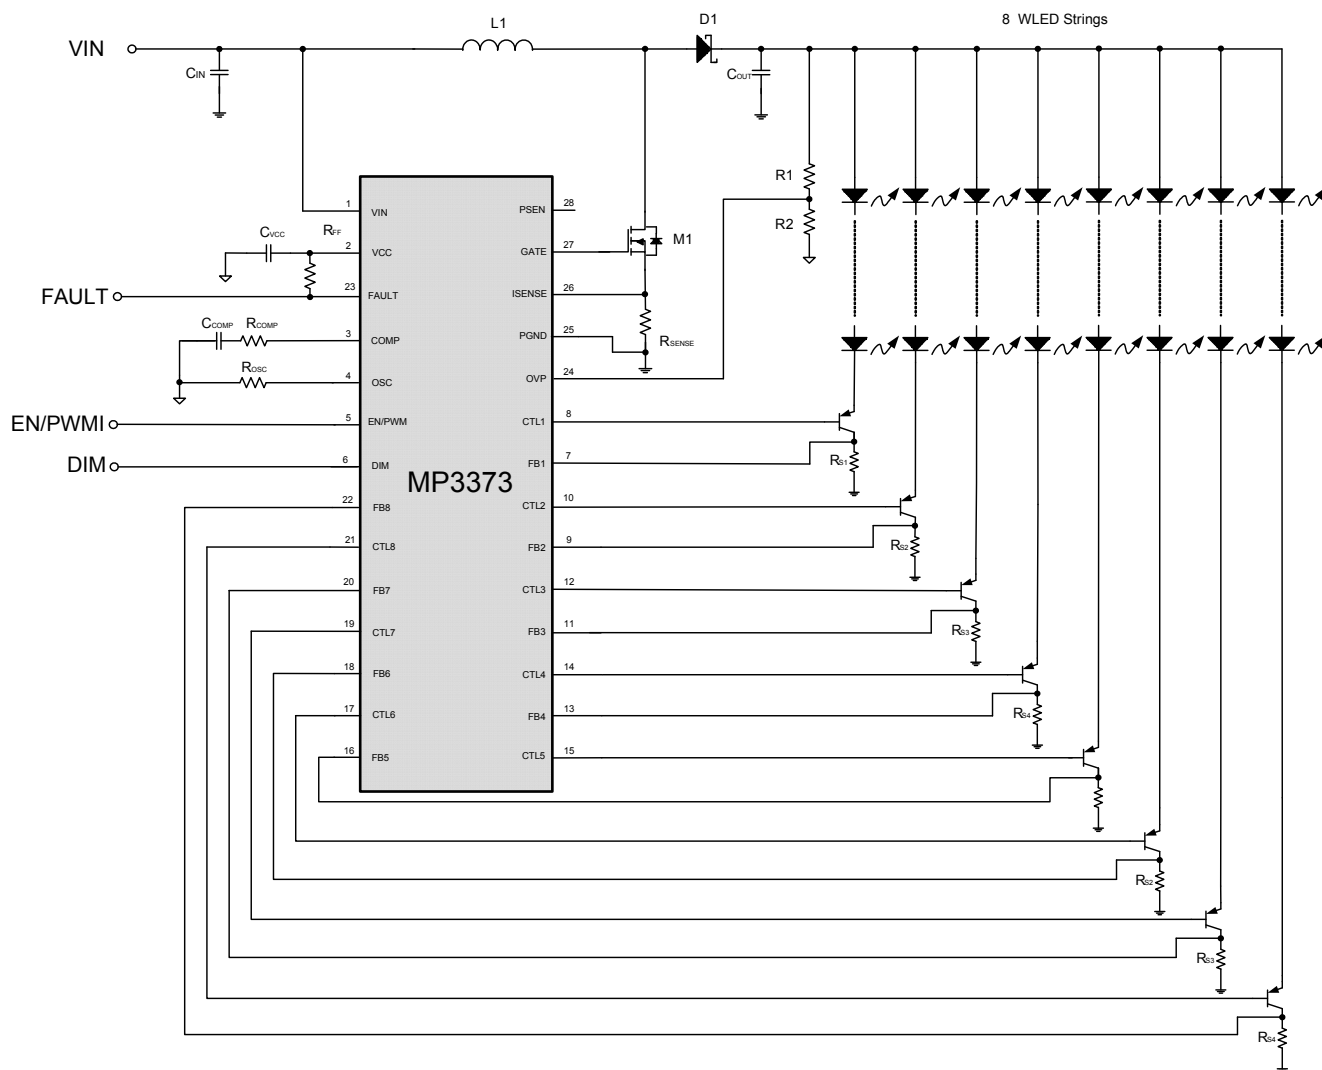 L1
D1
8 WLED Strings
VIN
CIN
COUT
R1
R2
1
VIN
PSEN
28
CVCC
RFF
2
VCC
GATE
27
M1
FAULT
23
FAULT
ISENSE
26
CCOMP
RCOMP
3
COMP
PGND
25
RSENSE
ROSC
4
OSC
OVP
24
EN/PWMI
5
EN/PWM
CTL1
8
DIM
6
DIM
FB1
7
RS1
MP3373
22
FB8
CTL2
10
21
CTL8
FB2
9
RS2
20
FB7
CTL3
12
19
CTL7
FB3
11
RS3
18
FB6
CTL4
14
17
CTL6
FB4
13
RS4
16
FB5
CTL5
15
RS2
RS3
RS4